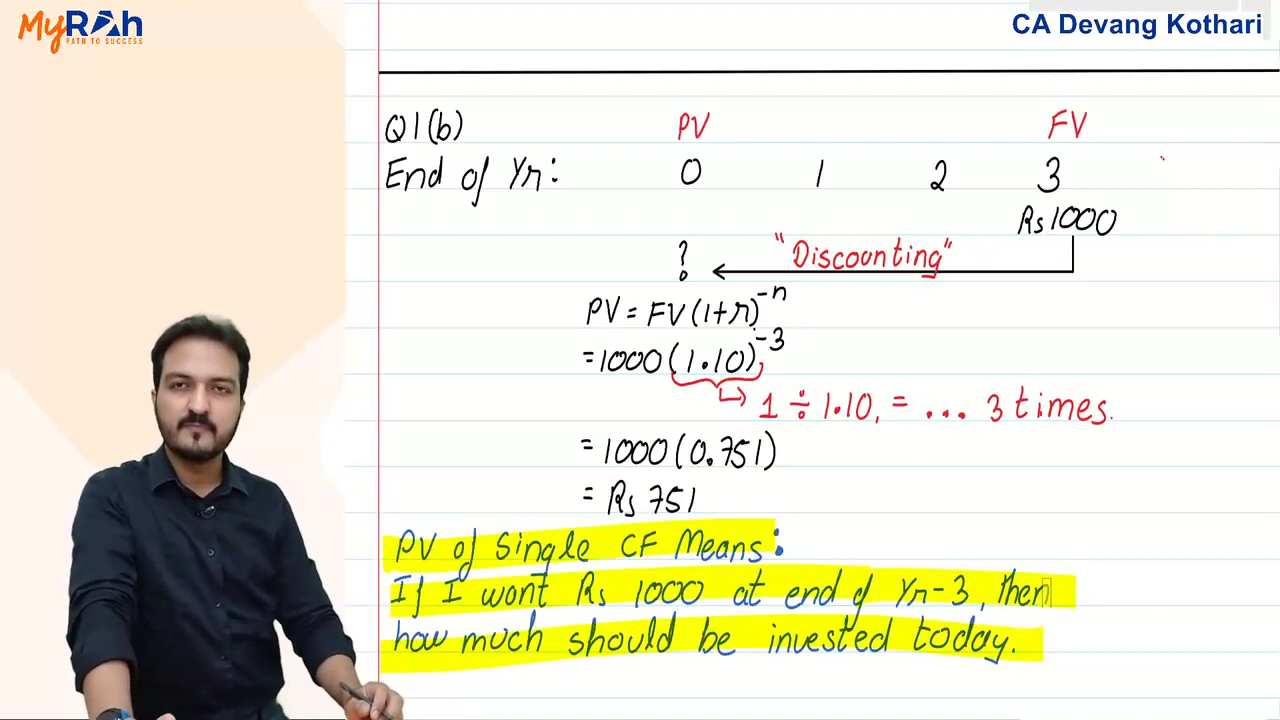 MyRAh
PATH TO SUCCESS
CA Devang Kothari
Q1(b) PV FV
End of Yr: 0 1 2 3
Rs 1000
? "Discounting"
PV = FV (1+r)⁻ⁿ
= 1000 (1.10)⁻³
↳ 1 ÷ 1.10, = ... 3 times.
= 1000 (0.751)
= Rs 751
PV of Single CF Means:
If I want Rs 1000 at end of Yr-3, then
how much should be invested today.